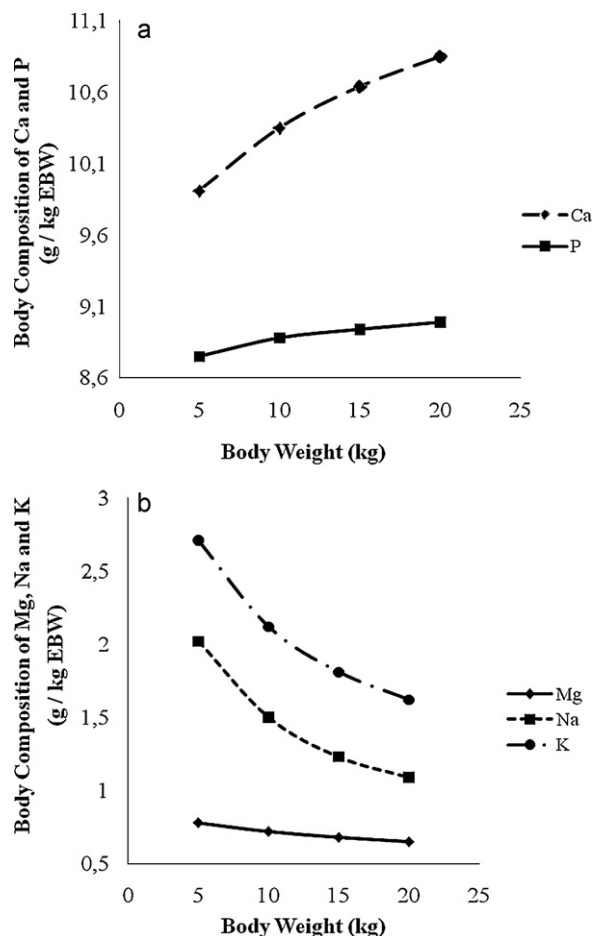 a
11,1
10,6
10,1
9,6
9,1
8,6
0 5 10 15 20 25
Body Composition of Ca and P
(g / kg EBW)
Body Weight (kg)
Ca
P
b
3
2,5
2
1,5
1
0,5
0 5 10 15 20 25
Body Composition of Mg, Na and K
(g / kg EBW)
Body Weight (kg)
Mg
Na
K